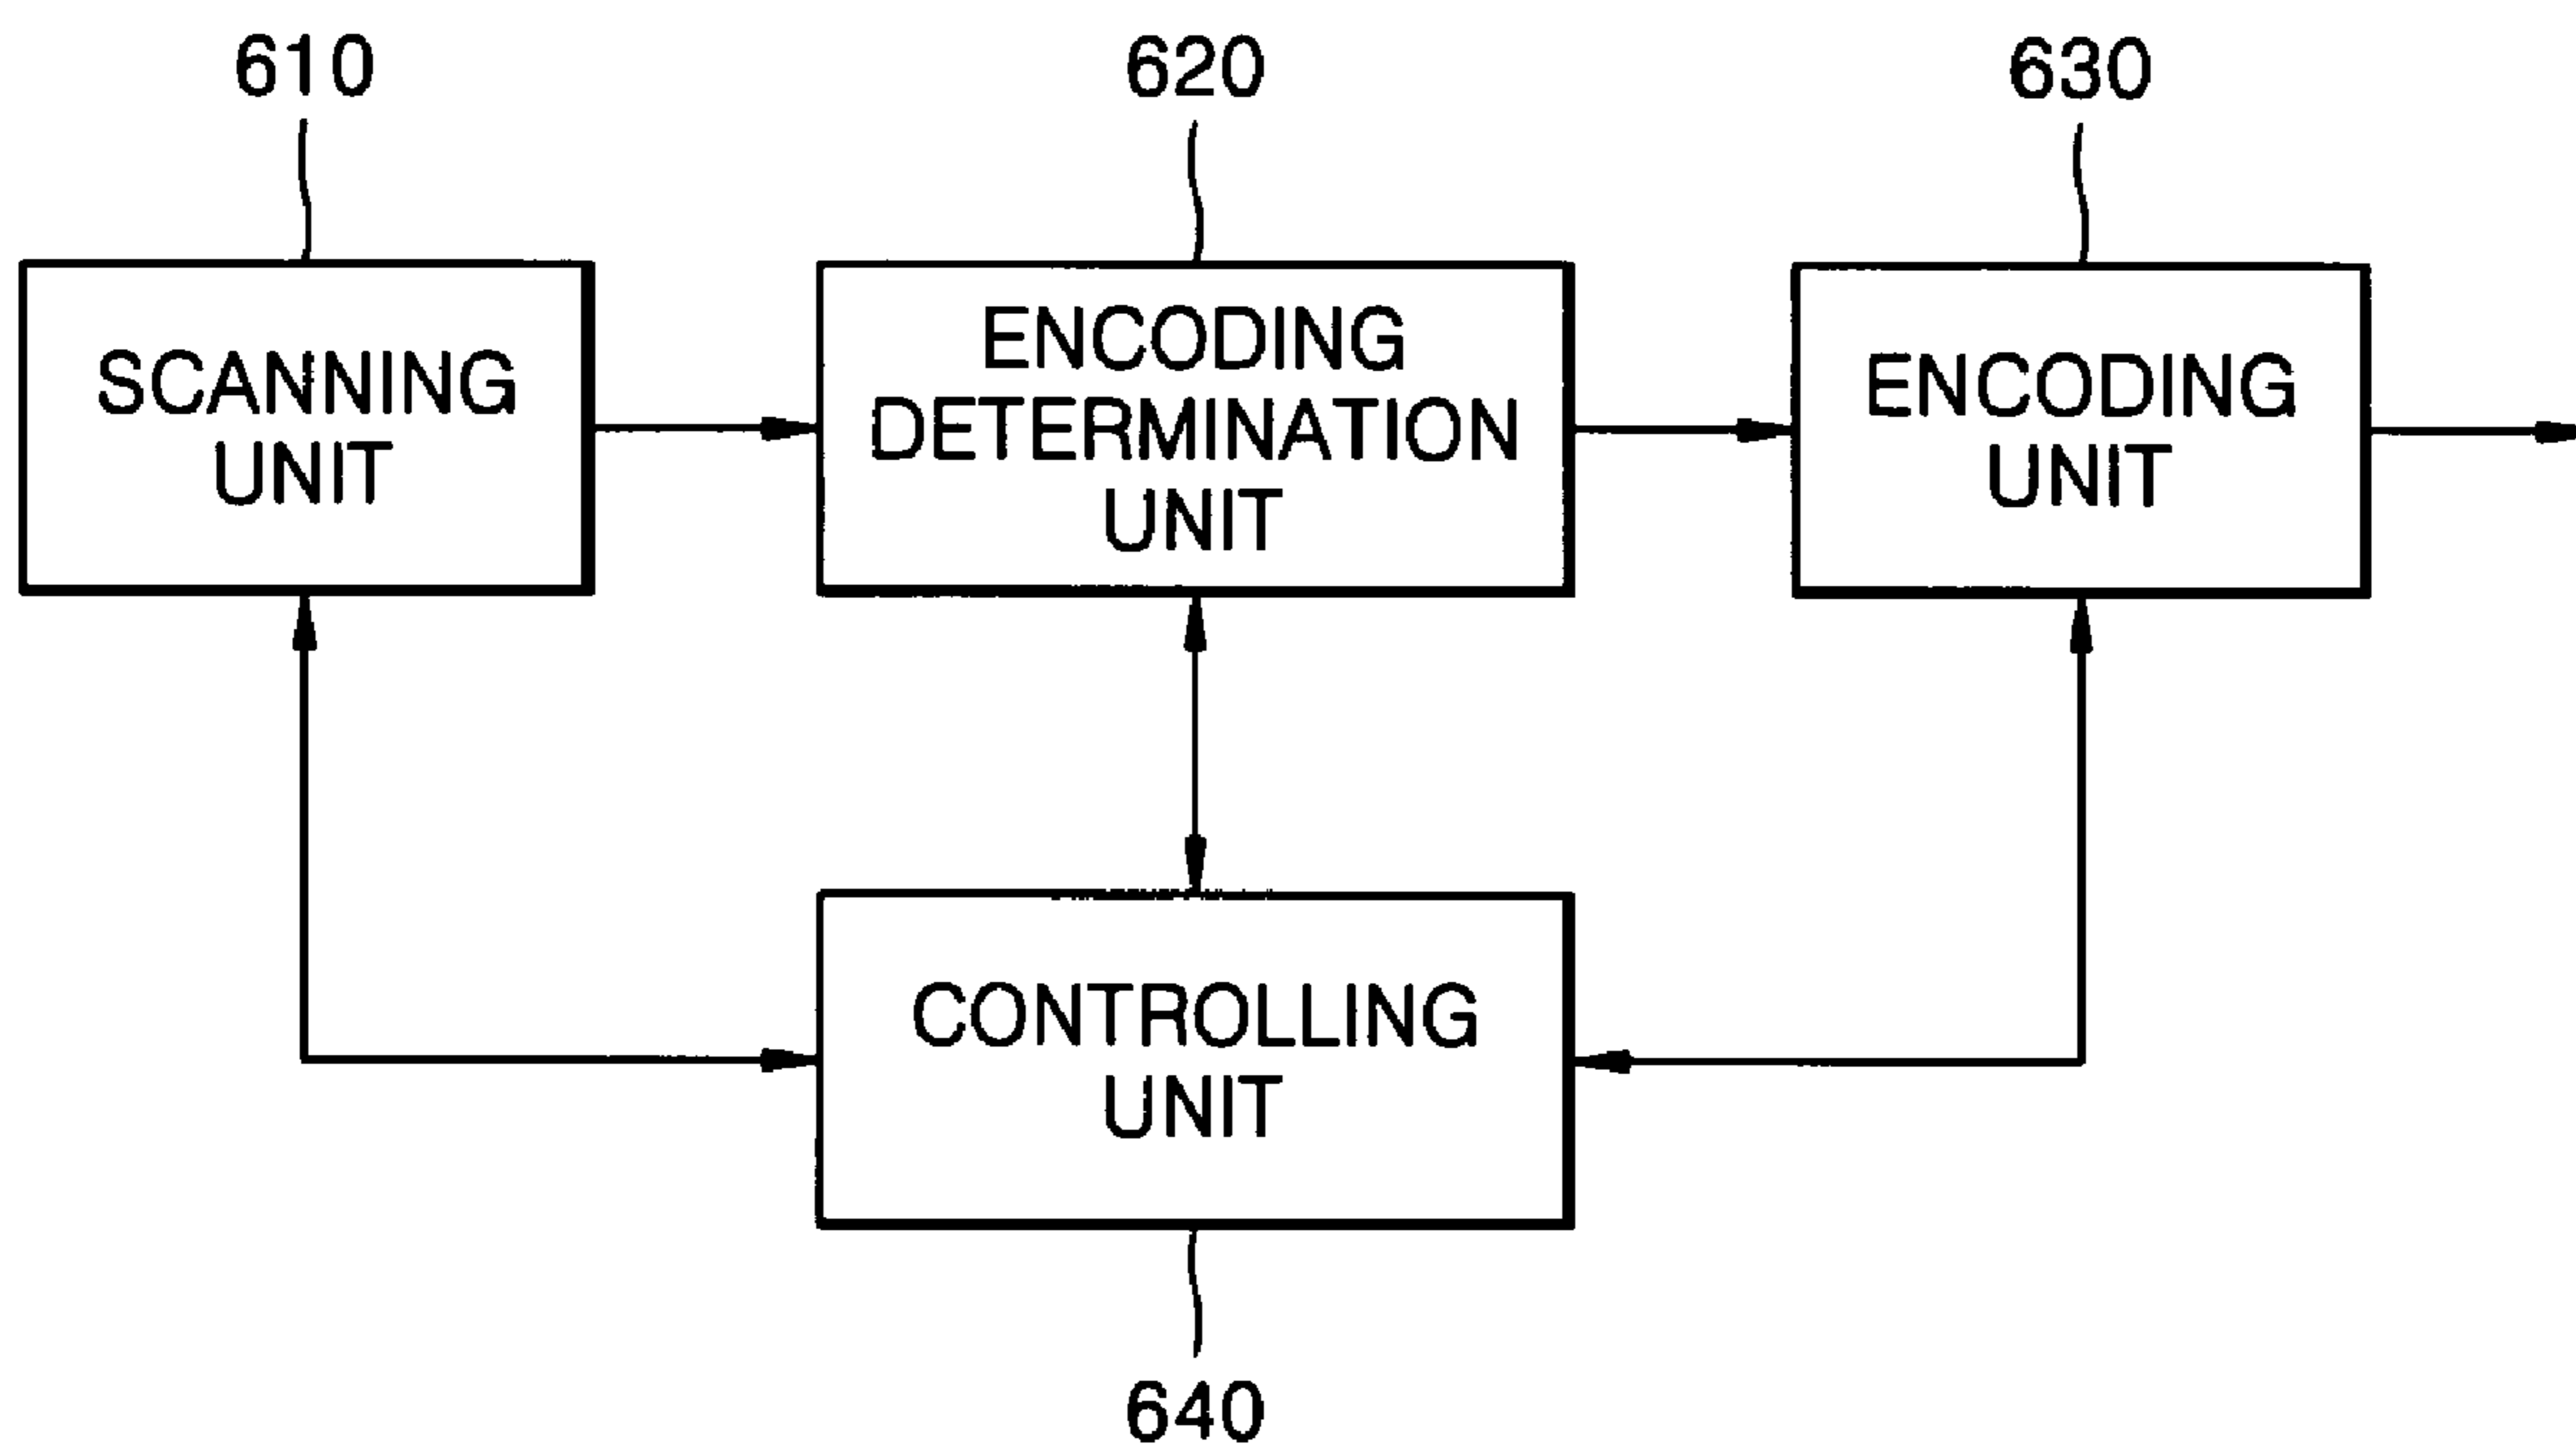 610
620
630
SCANNING
UNIT
ENCODING
DETERMINATION
UNIT
ENCODING
UNIT
CONTROLLING
UNIT
640